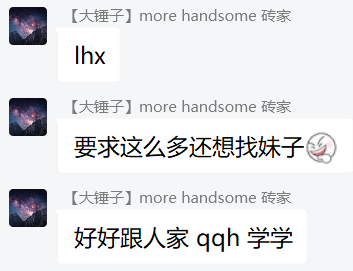 【大锤子】more handsome 砖家
lhx
【大锤子】more handsome 砖家
要求这么多还想找妹子
【大锤子】more handsome 砖家
好好跟人家 qqh 学学